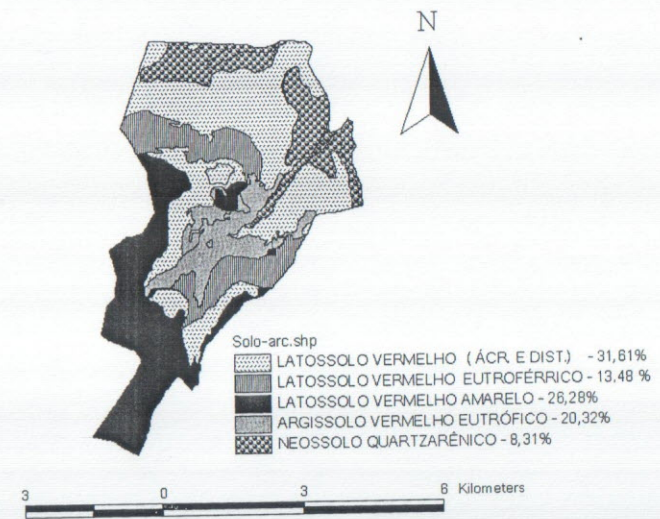 N
Solo-arc.shp
LATOSSOLO VERMELHO ( ÁCR. E DIST.) - 31,61%
LATOSSOLO VERMELHO EUTROFÉRRICO - 13,48 %
LATOSSOLO VERMELHO AMARELO - 26,28%
ARGISSOLO VERMELHO EUTRÓFICO - 20,32%
NEOSSOLO QUARTZARÊNICO - 8,31%
3 0 3 6 Kilometers